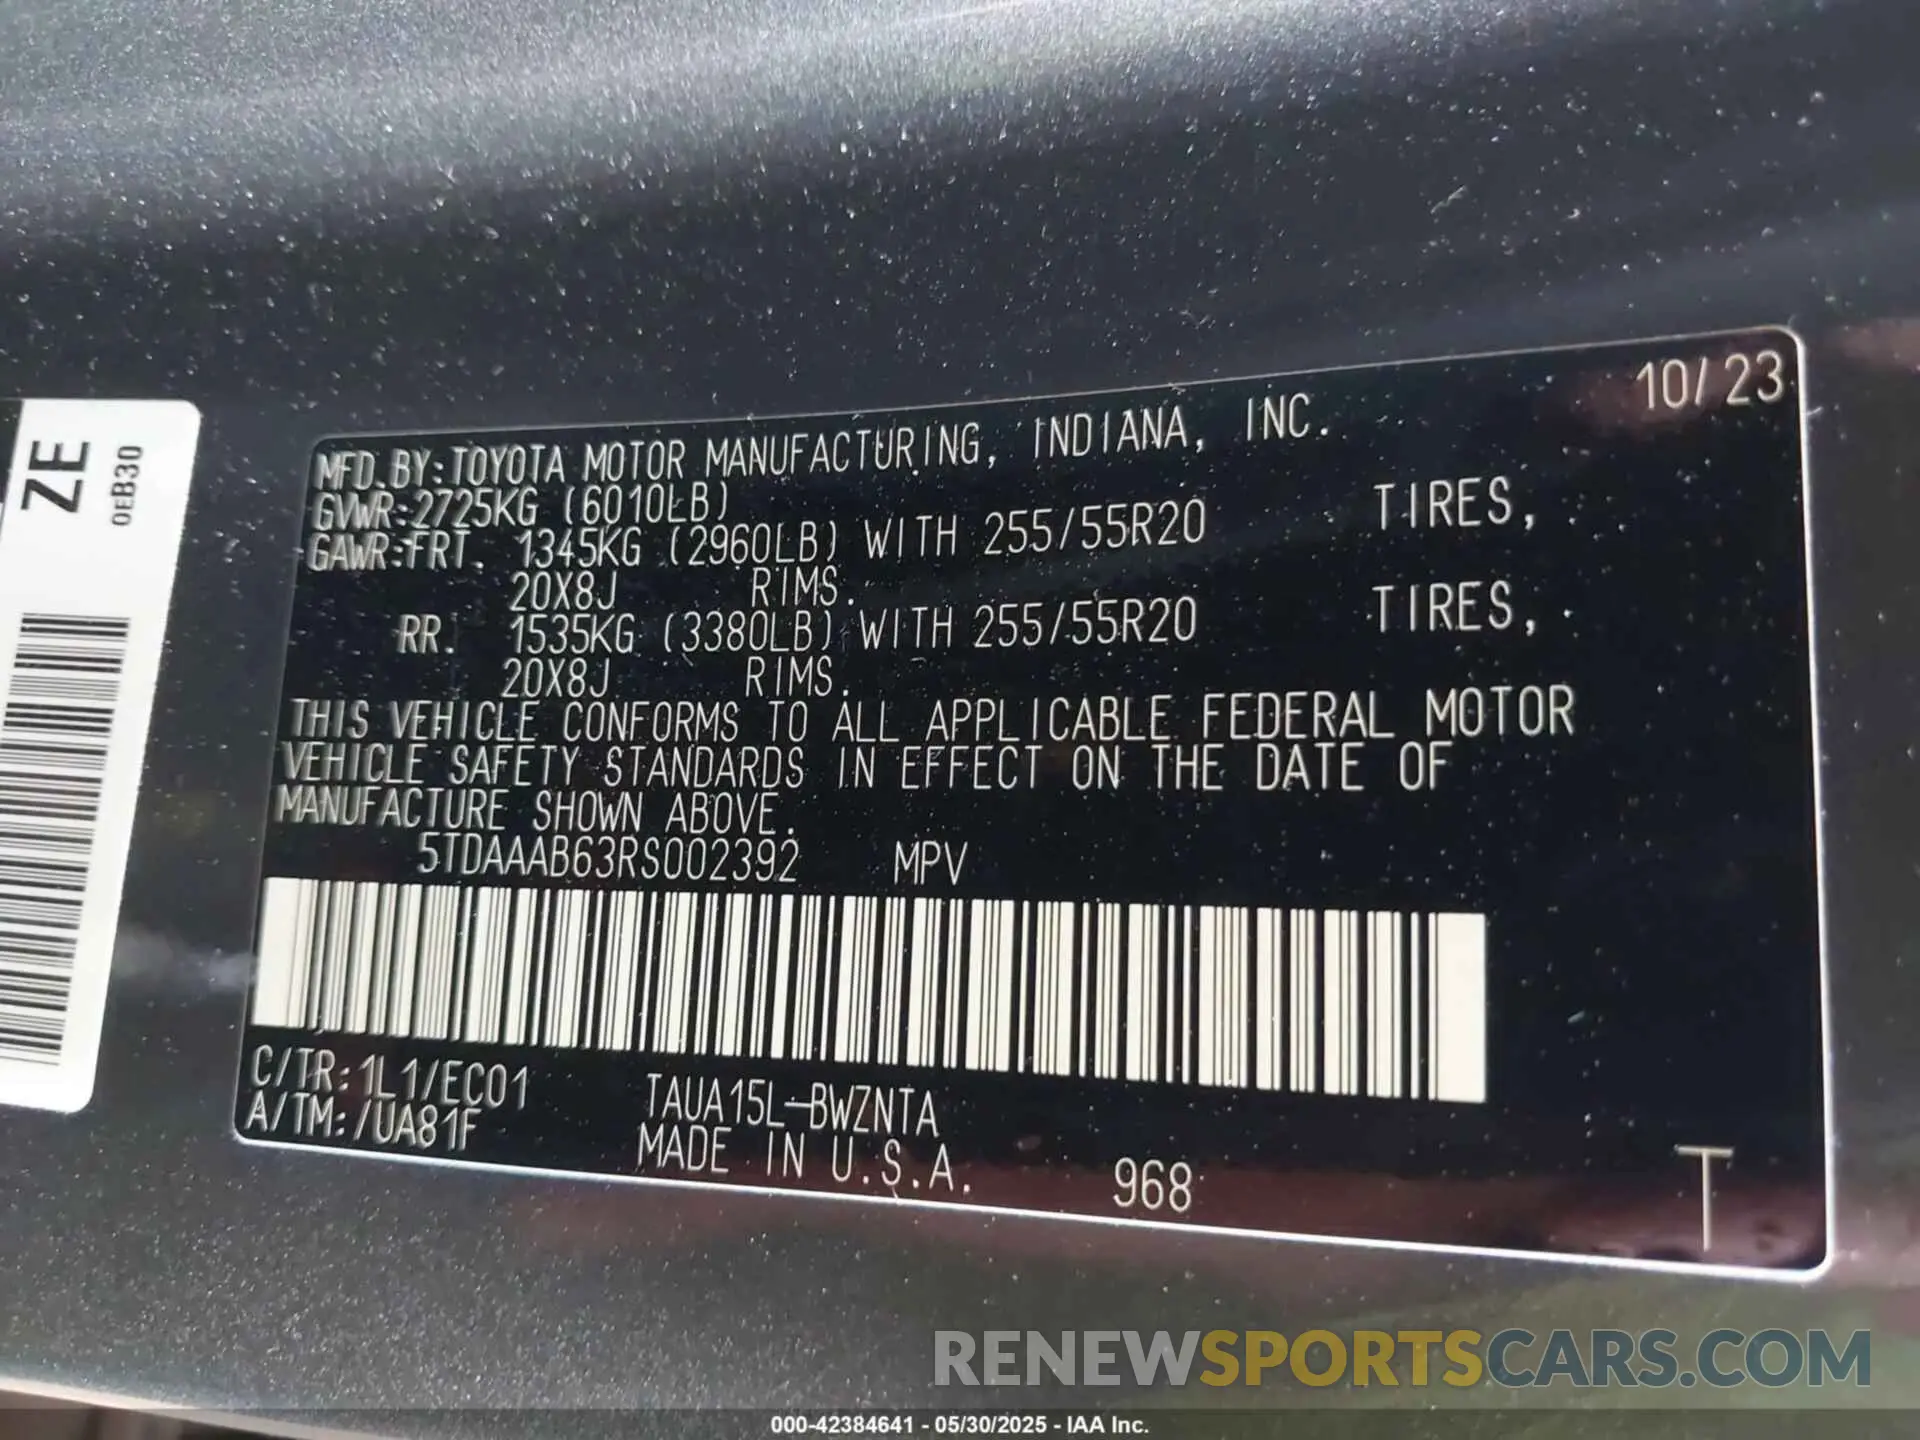 ZE
0EB30
10/23
MFD.BY:TOYOTA MOTOR MANUFACTURING, INDIANA, INC.
GVWR:2725KG (6010LB)
GAWR:FRT. 1345KG (2960LB) WITH 255/55R20 TIRES,
20X8J RIMS.
RR. 1535KG (3380LB) WITH 255/55R20 TIRES,
20X8J RIMS.
THIS VEHICLE CONFORMS TO ALL APPLICABLE FEDERAL MOTOR
VEHICLE SAFETY STANDARDS IN EFFECT ON THE DATE OF
MANUFACTURE SHOWN ABOVE.
5TDAAAB63RS002392 MPV
C/TR:1L1/EC01 TAUA15L-BWZNTA
A/TM:/UA81F MADE IN U.S.A. 968
T
RENEWSPORTSCARS.COM
000-42384641 - 05/30/2025 - IAA Inc.